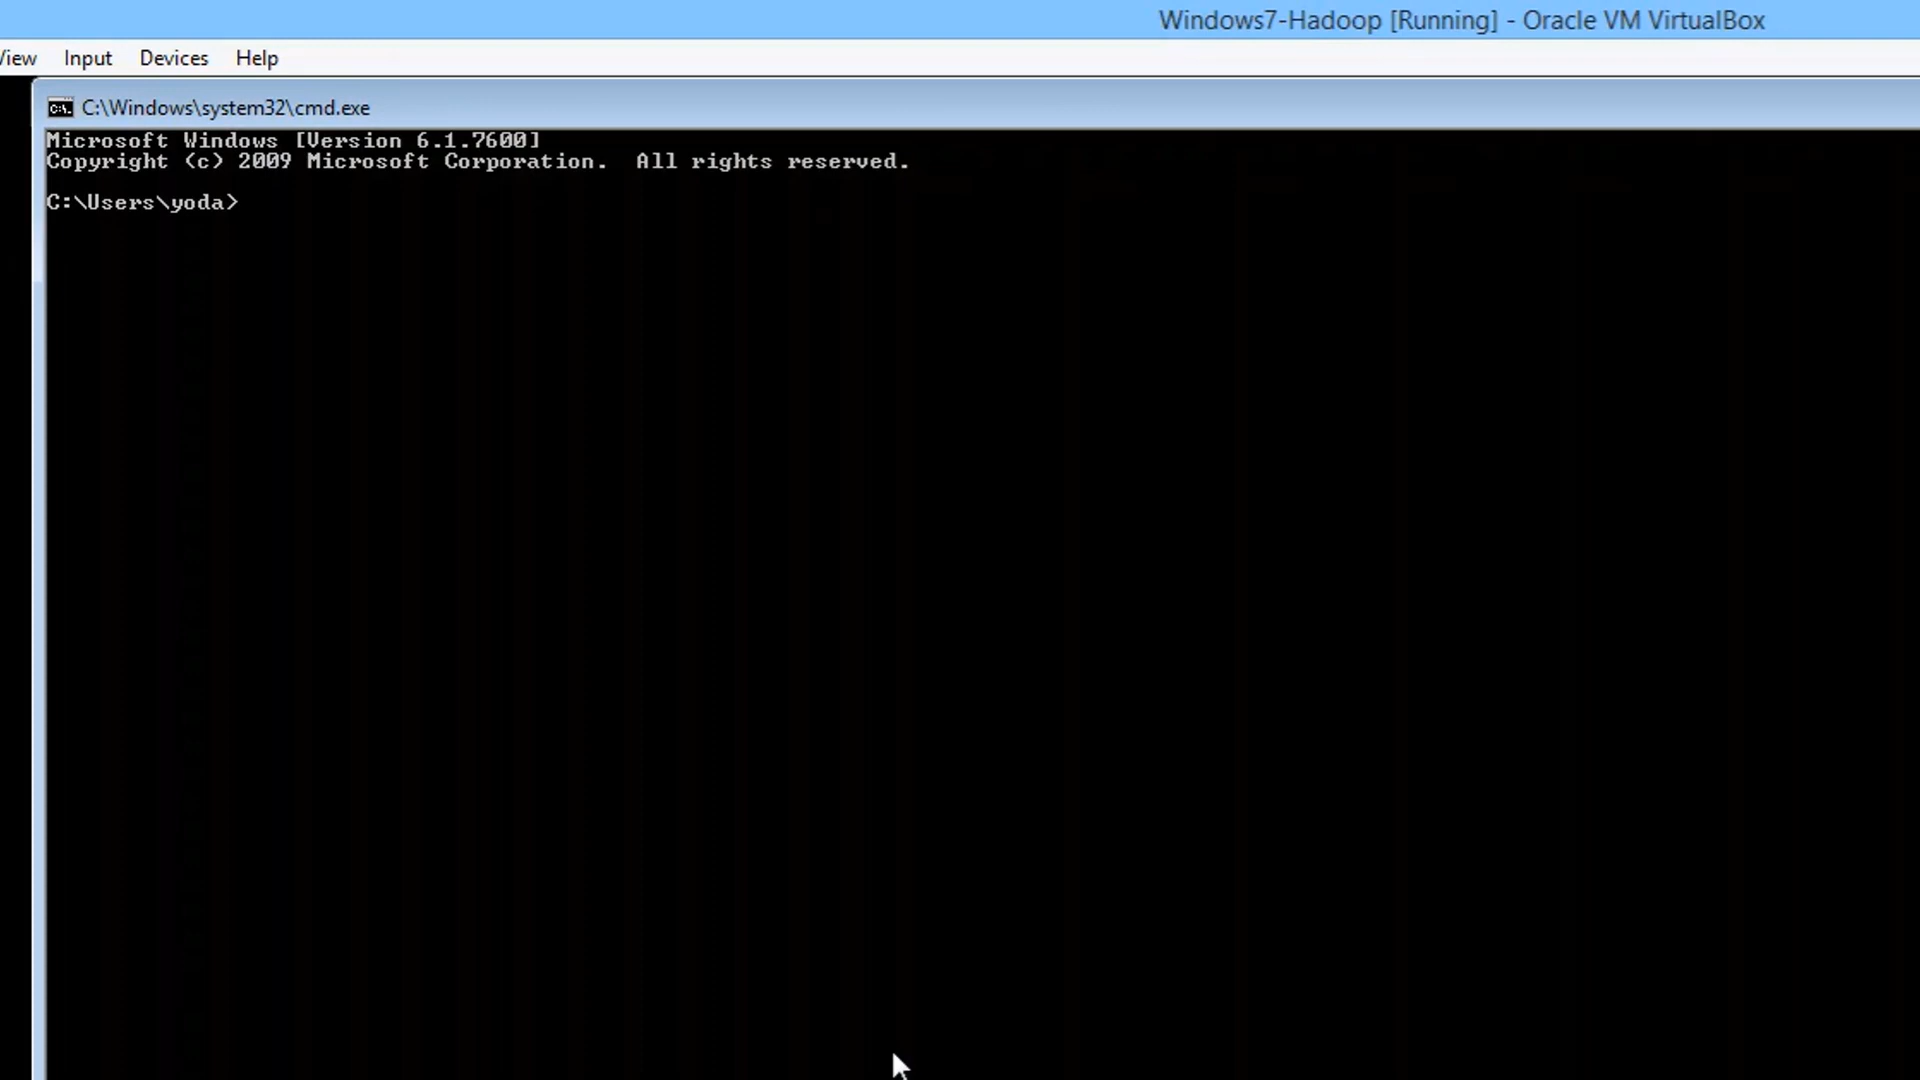 Windows7-Hadoop [Running] - Oracle VM VirtualBox
Input Devices Help
C:\Windows\system32\cmd.exe
Microsoft Windows [Version 6.1.7600]
Copyright (c) 2009 Microsoft Corporation. All rights reserved.
C:\Users\yoda>